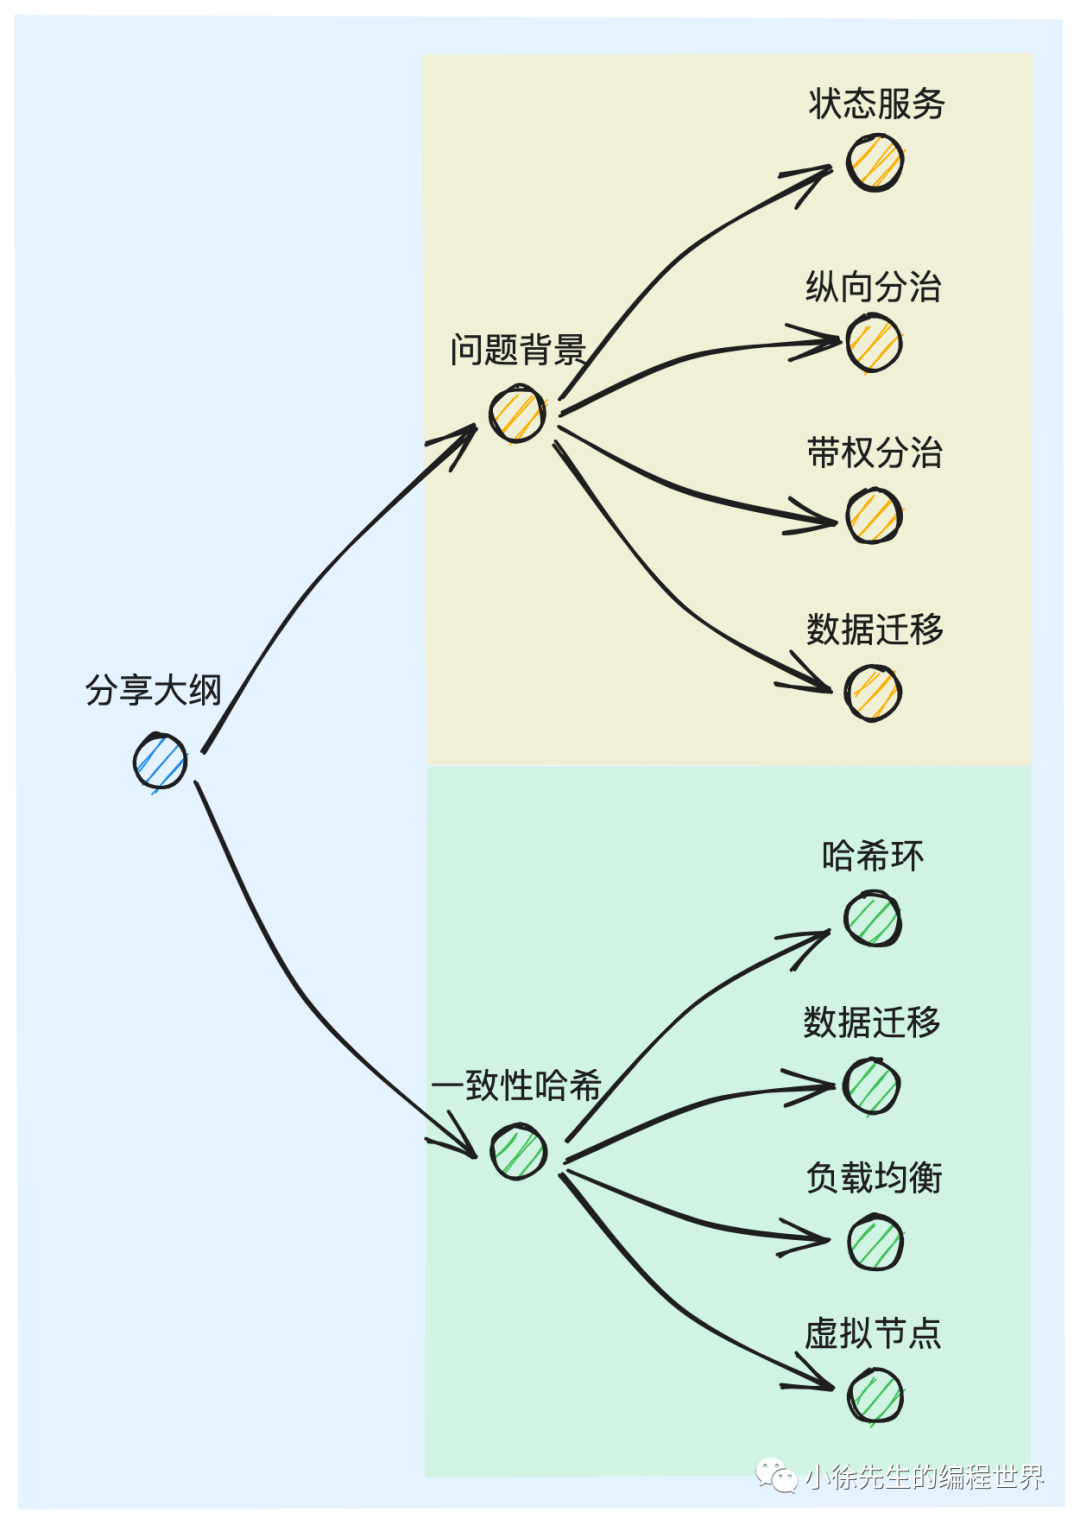 状态服务
纵向分治
问题背景
带权分治
数据迁移
分享大纲
哈希环
数据迁移
一致性哈希
负载均衡
虚拟节点
小徐先生的编程世界